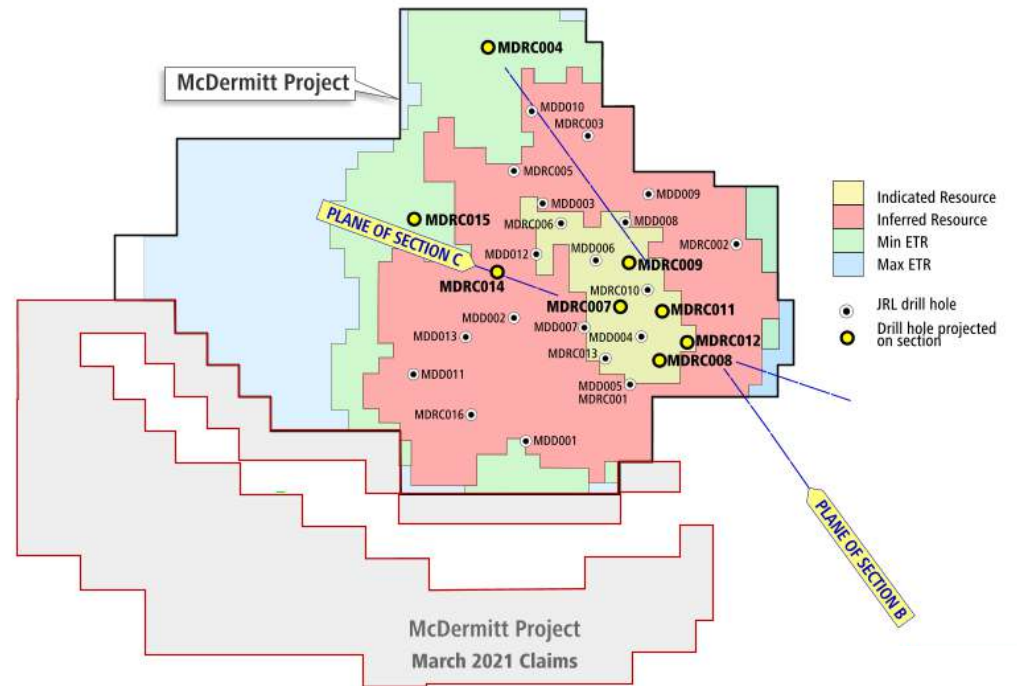 MDRC004
McDermitt Project
MDD010
MDRC003
MDRC005
MDD009
MDD003
MDRC015
MDRC006
MDD008
PLANE OF SECTION C
MDRC002
MDD012
MDD006
MDRC009
MDRC014
MDRC010
MDRC007
MDRC011
MDD002
MDD007
MDD004
MDD013
MDRC012
MDRC013
MDRC008
MDD011
MDD005
MDRC001
MDRC016
MDD001
Indicated Resource
Inferred Resource
Min ETR
Max ETR
JRL drill hole
Drill hole projected
on section
PLANE OF SECTION B
McDermitt Project
March 2021 Claims